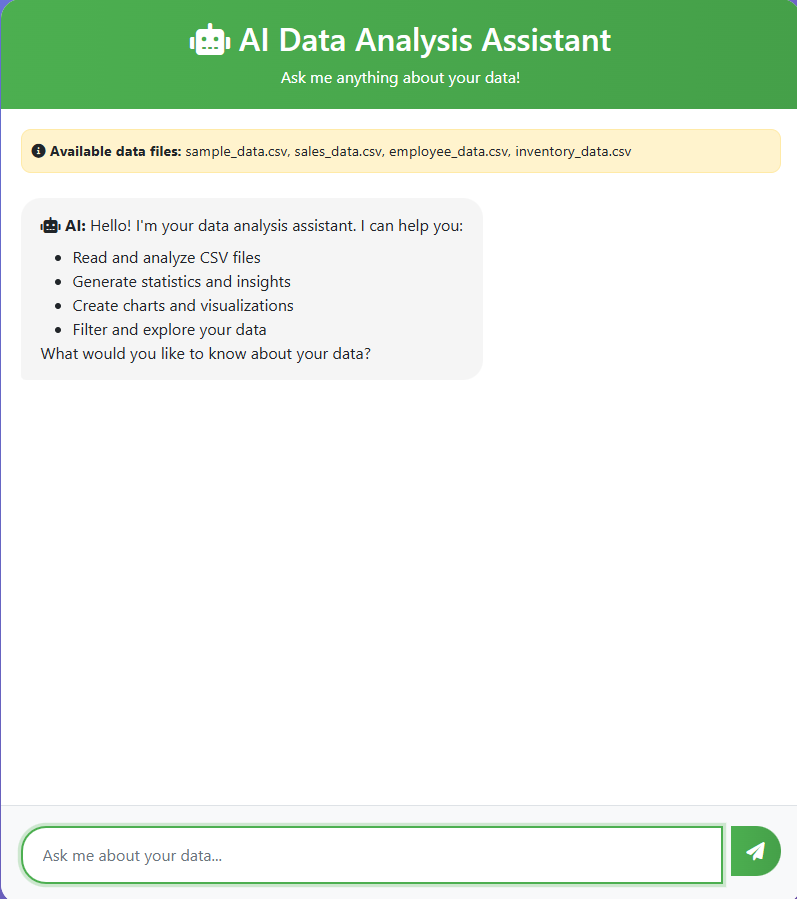 AI Data Analysis Assistant
Ask me anything about your data!
Available data files: sample_data.csv, sales_data.csv, employee_data.csv, inventory_data.csv
AI: Hello! I'm your data analysis assistant. I can help you:
Read and analyze CSV files
Generate statistics and insights
Create charts and visualizations
Filter and explore your data
What would you like to know about your data?
Ask me about your data...